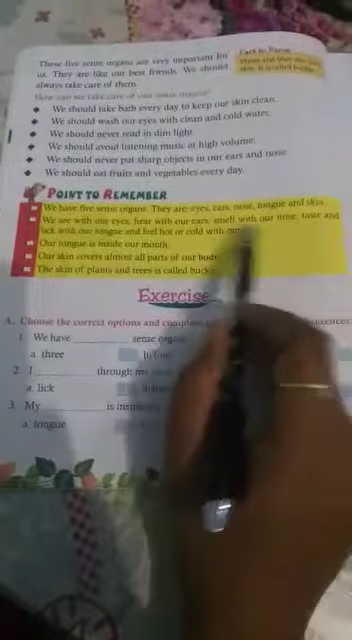 These five sense organs are very important for
us. They are like our best friends. We should
always take care of them.
Fact to Focus
How can we take care of our sense organs?
We should take bath every day to keep our skin clean.
We should wash our eyes with clean and cold water.
We should never read in dim light.
We should avoid listening music at high volume.
We should never put sharp objects in our ears and nose.
We should eat fruits and vegetables every day.
POINT TO REMEMBER
We have five sense organs. They are: eyes, ears, nose, tongue and skin.
We see with our eyes, hear with our ears, smell with our nose, taste and
lick with our tongue and feel hot or cold with our
Our tongue is inside our mouth.
Our skin covers almost all parts of our body
The skin of plants and trees is called
Exercise
A. Choose the correct options and complete
1. We have ________ sense organs
a. three
2. I ________ through my
a. lick
3. My ________ is inside
a. tongue